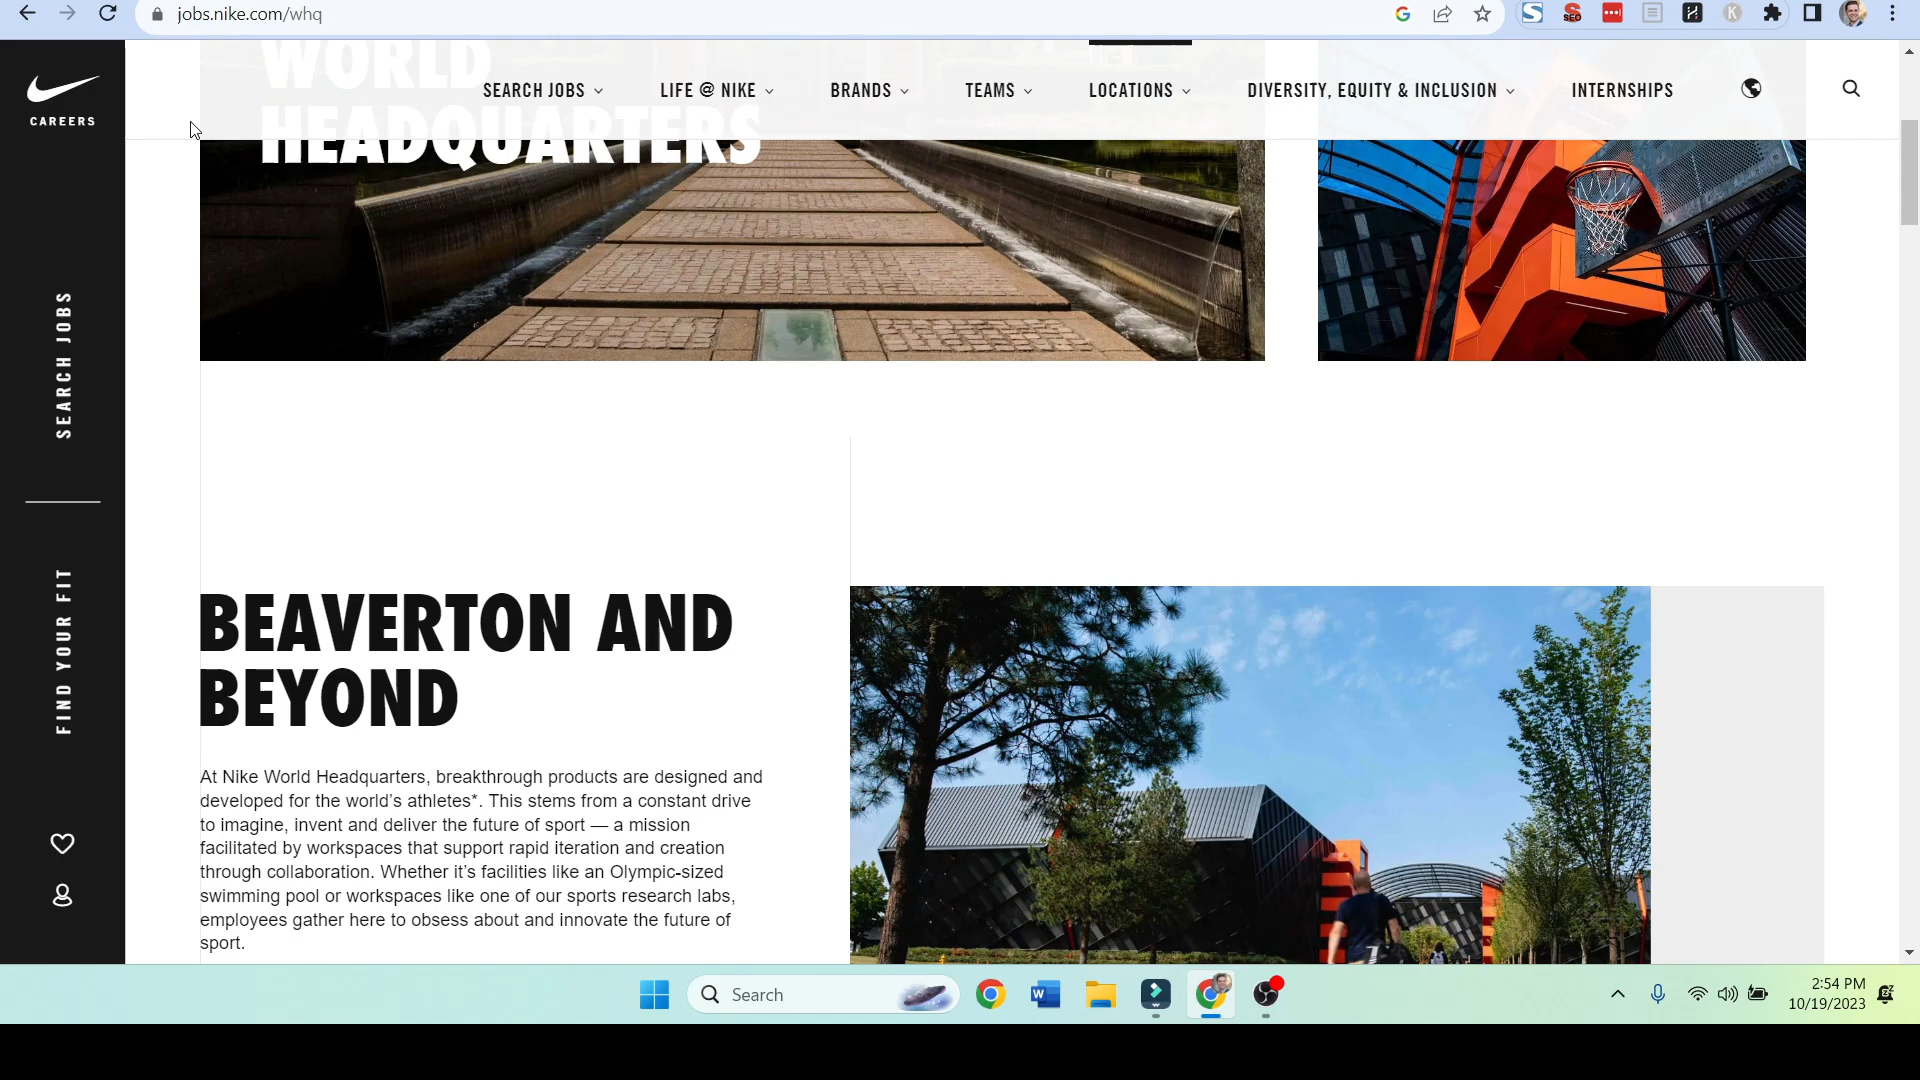 jobs.nike.com/whq
WORLD
HEADQUARTERS
CAREERS
SEARCH JOBS
LIFE @ NIKE
BRANDS
TEAMS
LOCATIONS
DIVERSITY, EQUITY & INCLUSION
INTERNSHIPS
SEARCH JOBS
FIND YOUR FIT
BEAVERTON AND
BEYOND
At Nike World Headquarters, breakthrough products are designed and
developed for the world's athletes*. This stems from a constant drive
to imagine, invent and deliver the future of sport — a mission
facilitated by workspaces that support rapid iteration and creation
through collaboration. Whether it's facilities like an Olympic-sized
swimming pool or workspaces like one of our sports research labs,
employees gather here to obsess about and innovate the future of
sport.
Search
2:54 PM
10/19/2023